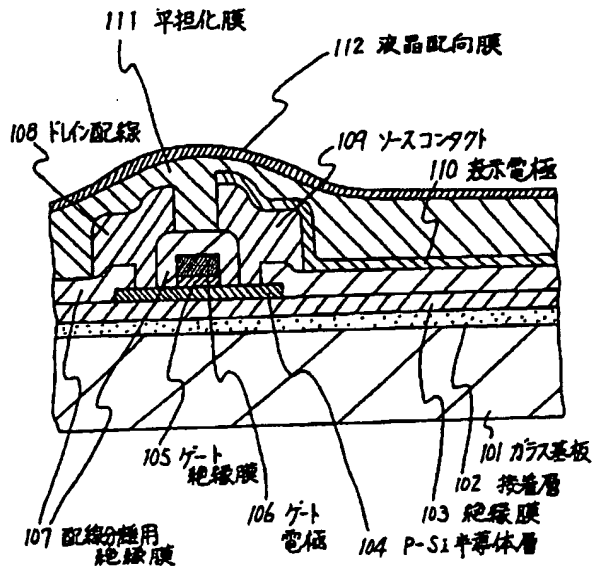 111 平担化膜
112 液晶配向膜
108 ドレイン配線
109 ソースコンタクト
110 表示電極
101 ガラス基板
102 接着層
103 絶縁膜
104 P-Si半導体層
105 ゲート
絶縁膜
106 ゲート
電極
107 配線分離用
絶縁膜